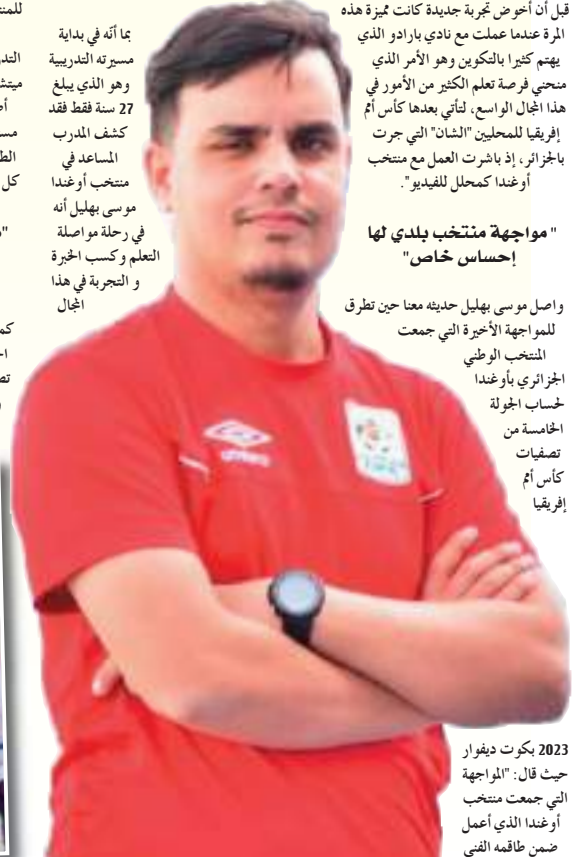 قبل أن أخوض تجربة جديدة كانت مميزة هذه
المرة عندما عملت مع نادي بارادو الذي
يهتم كثيرا بالتكوين وهو الأمر الذي
منحني فرصة تعلم الكثير من الأمور في
هذا المجال الواسع، لتأتي بعدها كأس أمم
إفريقيا للمحليين "الشان" التي جرت
بالجزائر، إذ باشرت العمل مع منتخب
أوغندا كمحلل للفيديو".
" مواجهة منتخب بلدي لها
إحساس خاص"
واصل موسى بهليل حديثه معنا حين تطرق
للمواجهة الأخيرة التي جمعت
المنتخب الوطني
الجزائري بأوغندا
لحساب الجولة
الخامسة من
تصفيات
كأس أمم
إفريقيا
2023 بكوت ديفوار
حيث قال: "المواجهة
التي جمعت منتخب
أوغندا الذي أعمل
ضمن طاقمه الفني
بما أنّه في بداية
مسيرته التدريبية
وهو الذي يبلغ
27 سنة فقط فقد
كشف المدرب
المساعد في
منتخب أوغندا
موسى بهليل أنه
في رحلة مواصلة
التعلم وكسب الخبرة
و التجربة في هذا
المجال
umbro